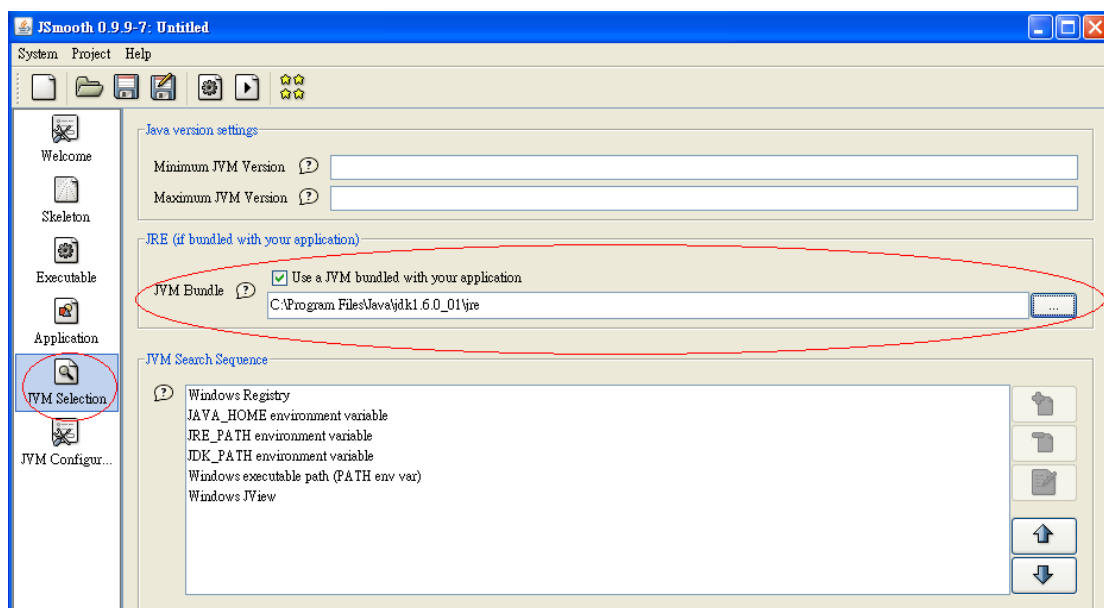 JSmooth 0.9.9-7: Untitled
System Project Help
Welcome
Skeleton
Executable
Application
JVM Selection
JVM Configur...
Java version settings
Minimum JVM Version ?
Maximum JVM Version ?
JRE (if bundled with your application)
Use a JVM bundled with your application
JVM Bundle ?
C:\Program Files\Java\jdk1.6.0_01\jre
...
JVM Search Sequence
?
Windows Registry
JAVA_HOME environment variable
JRE_PATH environment variable
JDK_PATH environment variable
Windows executable path (PATH env var)
Windows JView